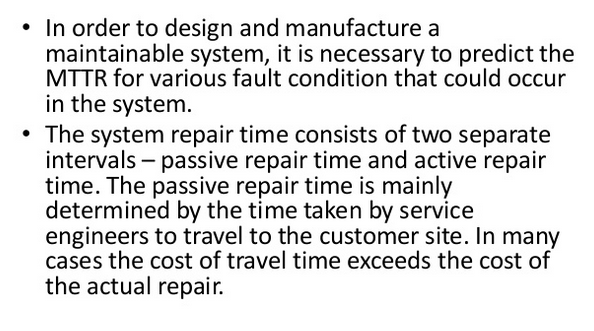 • In order to design and manufacture a
maintainable system, it is necessary to predict the
MTTR for various fault condition that could occur
in the system.
• The system repair time consists of two separate
intervals – passive repair time and active repair
time. The passive repair time is mainly
determined by the time taken by service
engineers to travel to the customer site. In many
cases the cost of travel time exceeds the cost of
the actual repair.